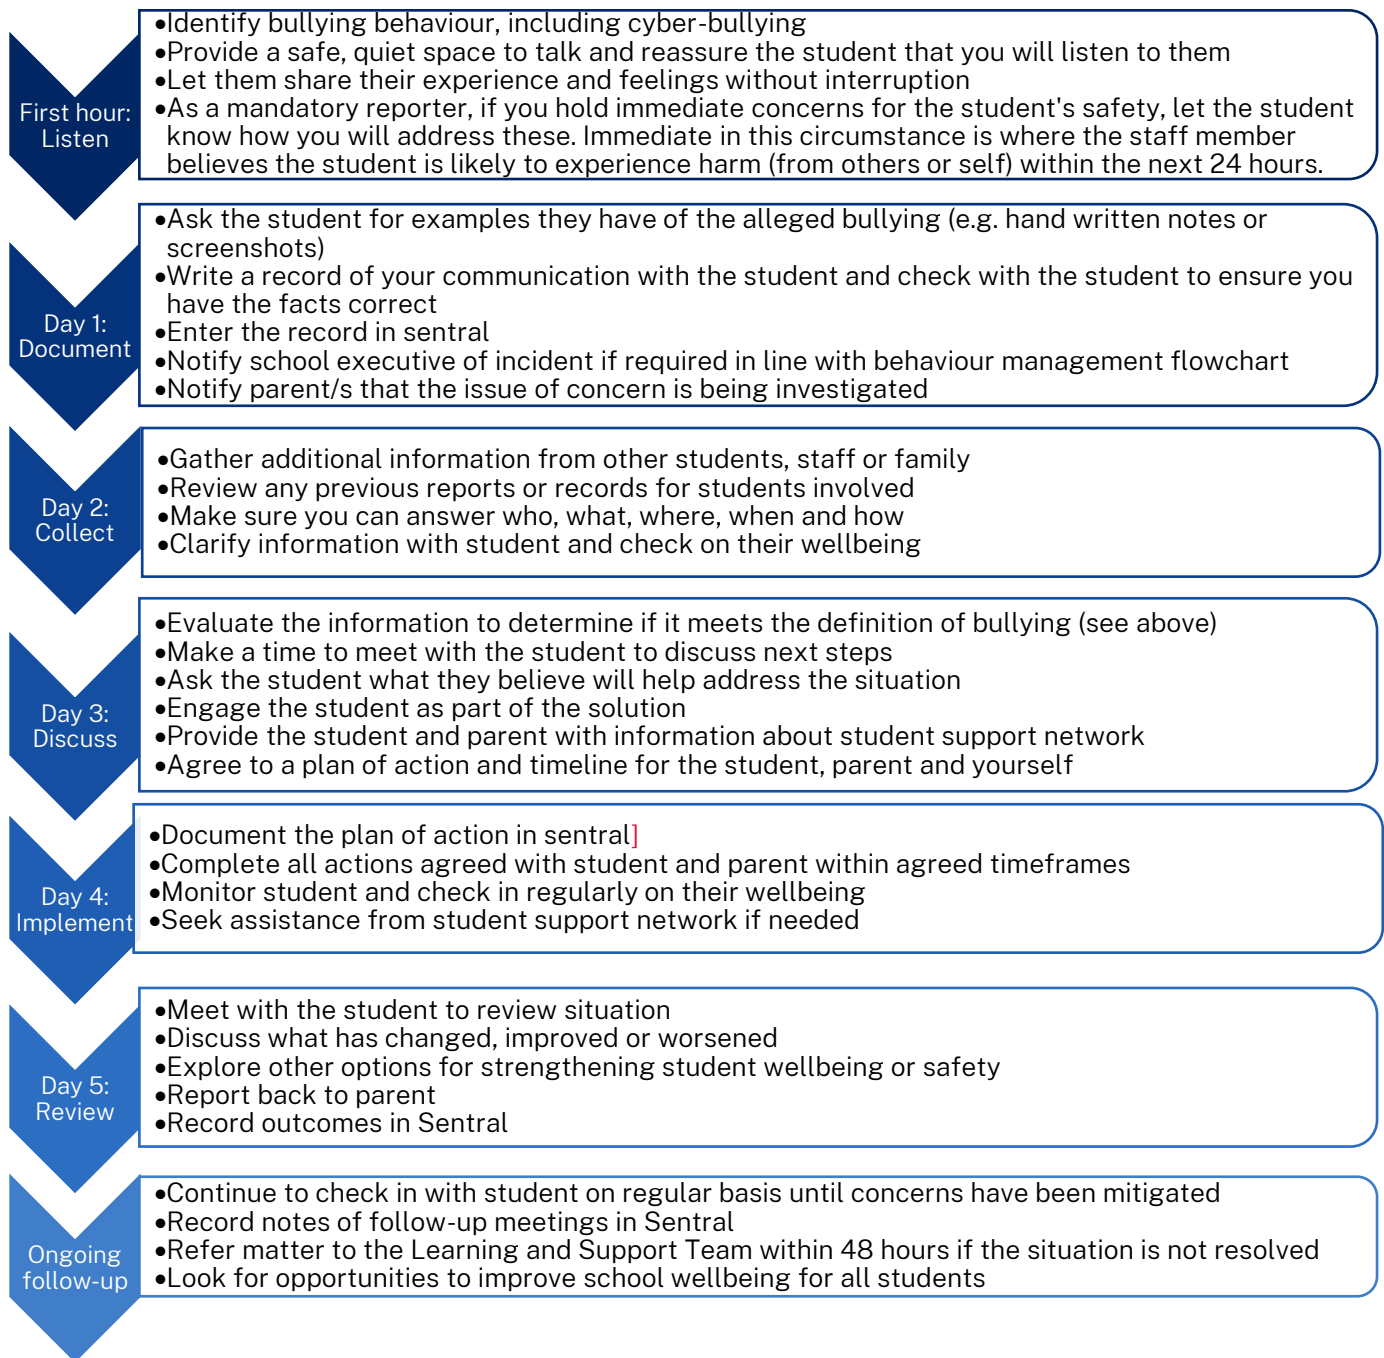 First hour:
Listen
•Identify bullying behaviour, including cyber-bullying
•Provide a safe, quiet space to talk and reassure the student that you will listen to them
•Let them share their experience and feelings without interruption
•As a mandatory reporter, if you hold immediate concerns for the student's safety, let the student
know how you will address these. Immediate in this circumstance is where the staff member
believes the student is likely to experience harm (from others or self) within the next 24 hours.
Day 1:
Document
•Ask the student for examples they have of the alleged bullying (e.g. hand written notes or
screenshots)
•Write a record of your communication with the student and check with the student to ensure you
have the facts correct
•Enter the record in sentral
•Notify school executive of incident if required in line with behaviour management flowchart
•Notify parent/s that the issue of concern is being investigated
Day 2:
Collect
•Gather additional information from other students, staff or family
•Review any previous reports or records for students involved
•Make sure you can answer who, what, where, when and how
•Clarify information with student and check on their wellbeing
Day 3:
Discuss
•Evaluate the information to determine if it meets the definition of bullying (see above)
•Make a time to meet with the student to discuss next steps
•Ask the student what they believe will help address the situation
•Engage the student as part of the solution
•Provide the student and parent with information about student support network
•Agree to a plan of action and timeline for the student, parent and yourself
Day 4:
Implement
•Document the plan of action in sentral]
•Complete all actions agreed with student and parent within agreed timeframes
•Monitor student and check in regularly on their wellbeing
•Seek assistance from student support network if needed
Day 5:
Review
•Meet with the student to review situation
•Discuss what has changed, improved or worsened
•Explore other options for strengthening student wellbeing or safety
•Report back to parent
•Record outcomes in Sentral
Ongoing
follow-up
•Continue to check in with student on regular basis until concerns have been mitigated
•Record notes of follow-up meetings in Sentral
•Refer matter to the Learning and Support Team within 48 hours if the situation is not resolved
•Look for opportunities to improve school wellbeing for all students